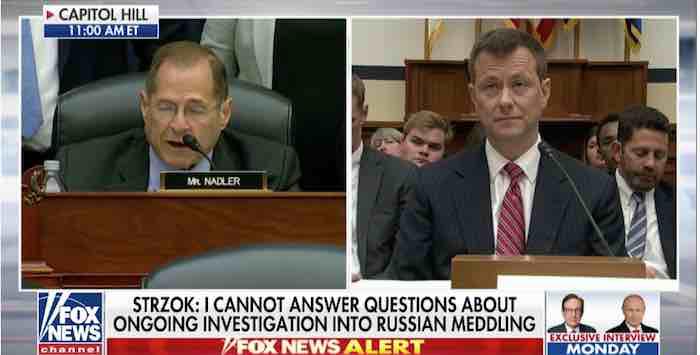 CAPITOL HILL
11:00 AM ET
MR. NADLER
STRZOK: I CANNOT ANSWER QUESTIONS ABOUT
ONGOING INVESTIGATION INTO RUSSIAN MEDDLING
FOX
NEWS
channel
FOX NEWS ALERT
EXCLUSIVE INTERVIEW
MONDAY